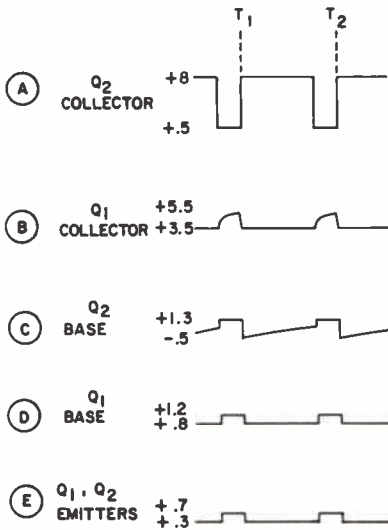 T1 T2
A Q2 COLLECTOR
+8
+.5
B Q1 COLLECTOR
+5.5
+3.5
C Q2 BASE
+1.3
-.5
D Q1 BASE
+1.2
+.8
E Q1, Q2 EMITTERS
+.7
+.3